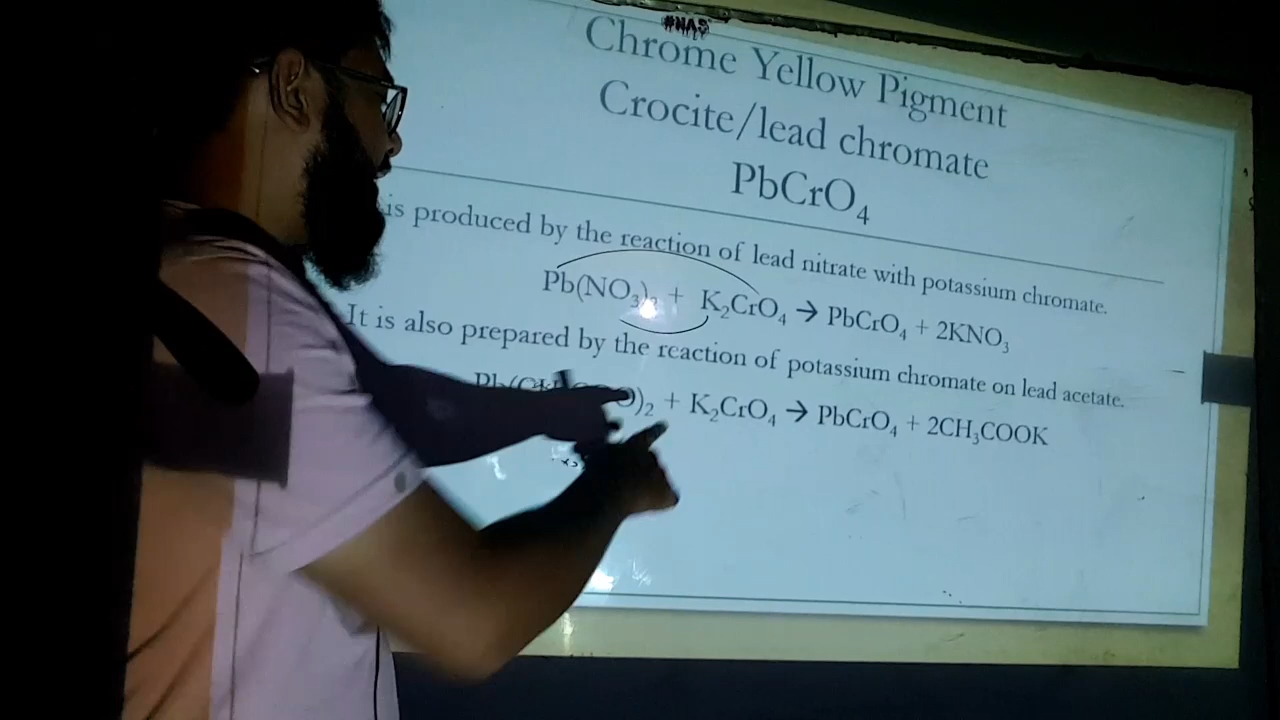 #NAS
Chrome Yellow Pigment
Crocite/lead chromate
PbCrO₄
is produced by the reaction of lead nitrate with potassium chromate.
Pb(NO₃)₂ + K₂CrO₄ → PbCrO₄ + 2KNO₃
It is also prepared by the reaction of potassium chromate on lead acetate.
)₂ + K₂CrO₄ → PbCrO₄ + 2CH₃COOK